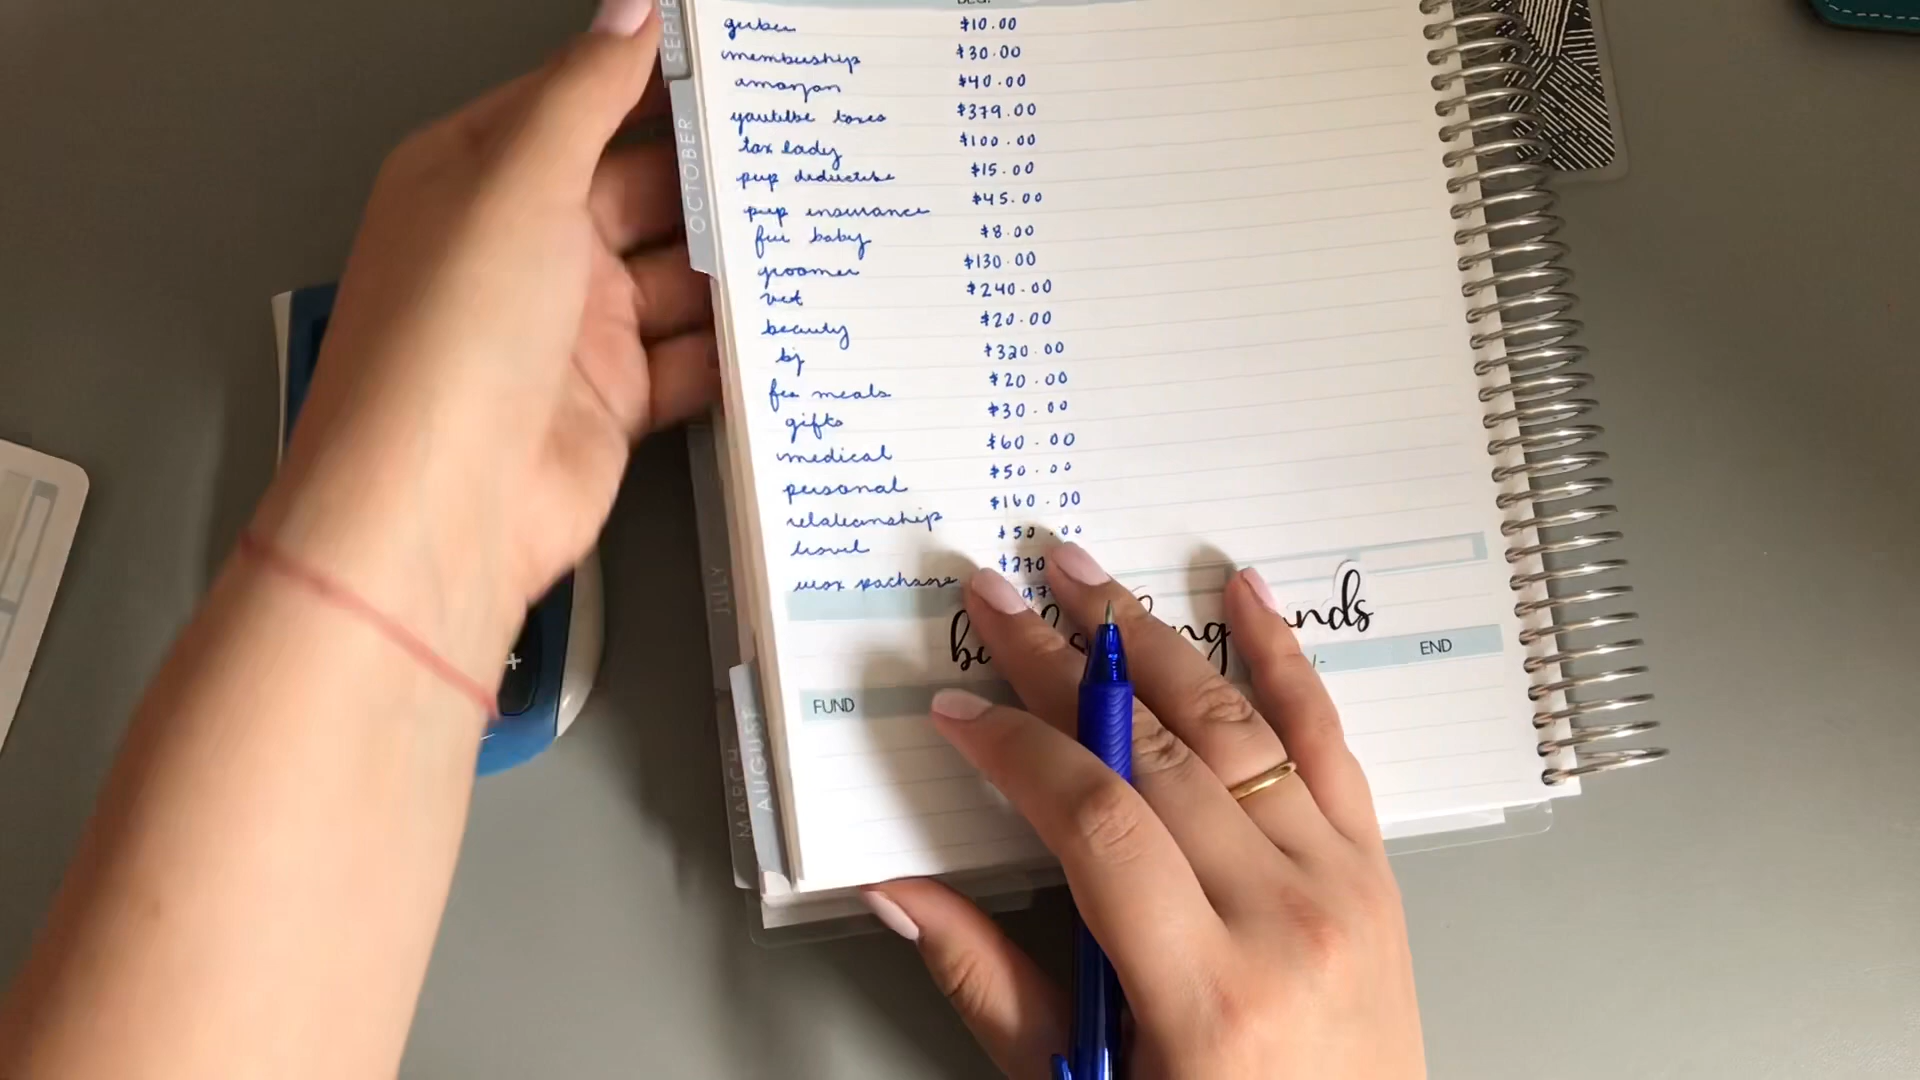 $10.00
membership $30.00
amazon $40.00
youtube taxes $379.00
tax lady $100.00
pup deductible $15.00
pup insurance $45.00
fur baby $8.00
groomer $130.00
vet $240.00
beauty $20.00
bj $320.00
meals $20.00
gifts $30.00
medical $60.00
personal $50.00
relationship $160.00
travel $50.00
wax package $270
FUND +/- END
SEPTE
OCTOBER
JULY
AUGUST
MARCH
+